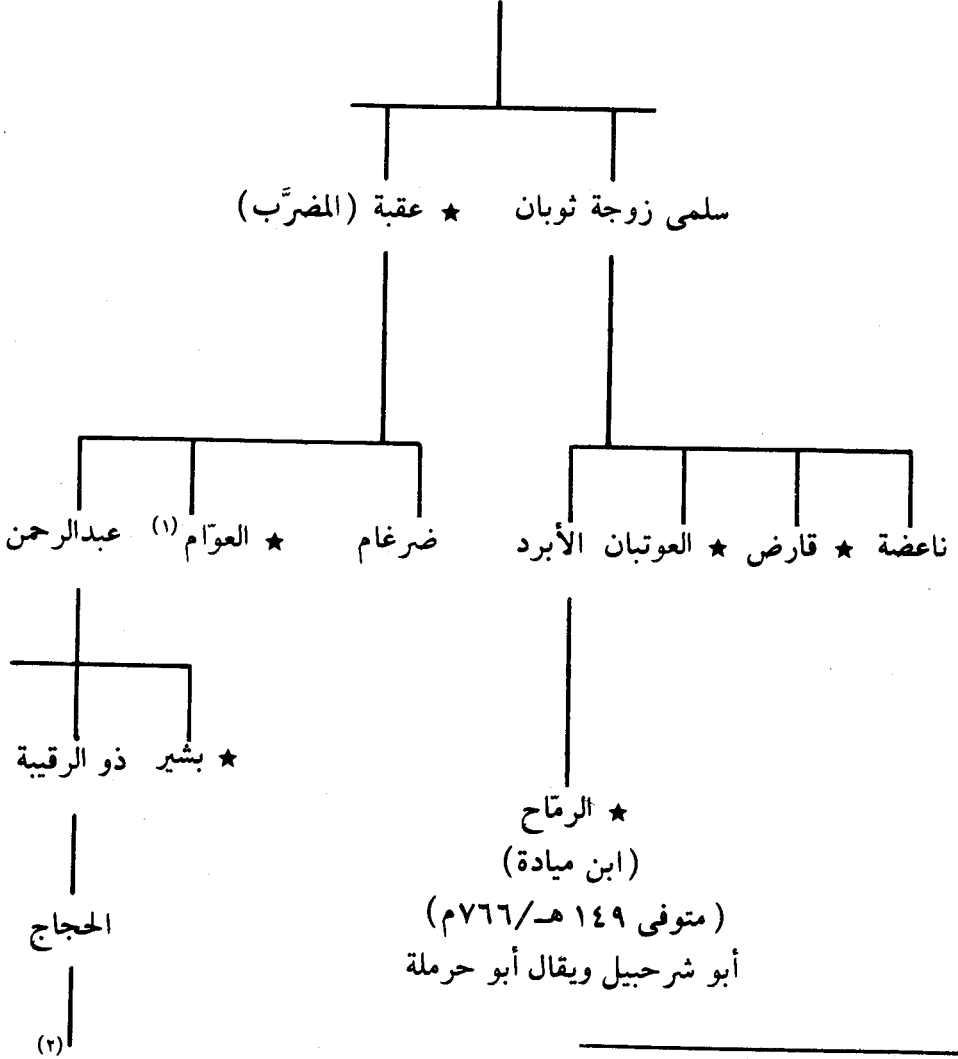 سلمى زوجة ثوبان ★ عقبة (المضرَّب)
ناعضة ★ قارض ★ العوتبان الأبرد ضرغام ★ العوّام (١) عبدالرحمن
★ بشير ذو الرقيبة
★ الرمّاح
(ابن ميادة)
(متوفى ١٤٩ هـ/٧٦٦م)
أبو شرحبيل ويقال أبو حرملة
الحجاج
(٢)